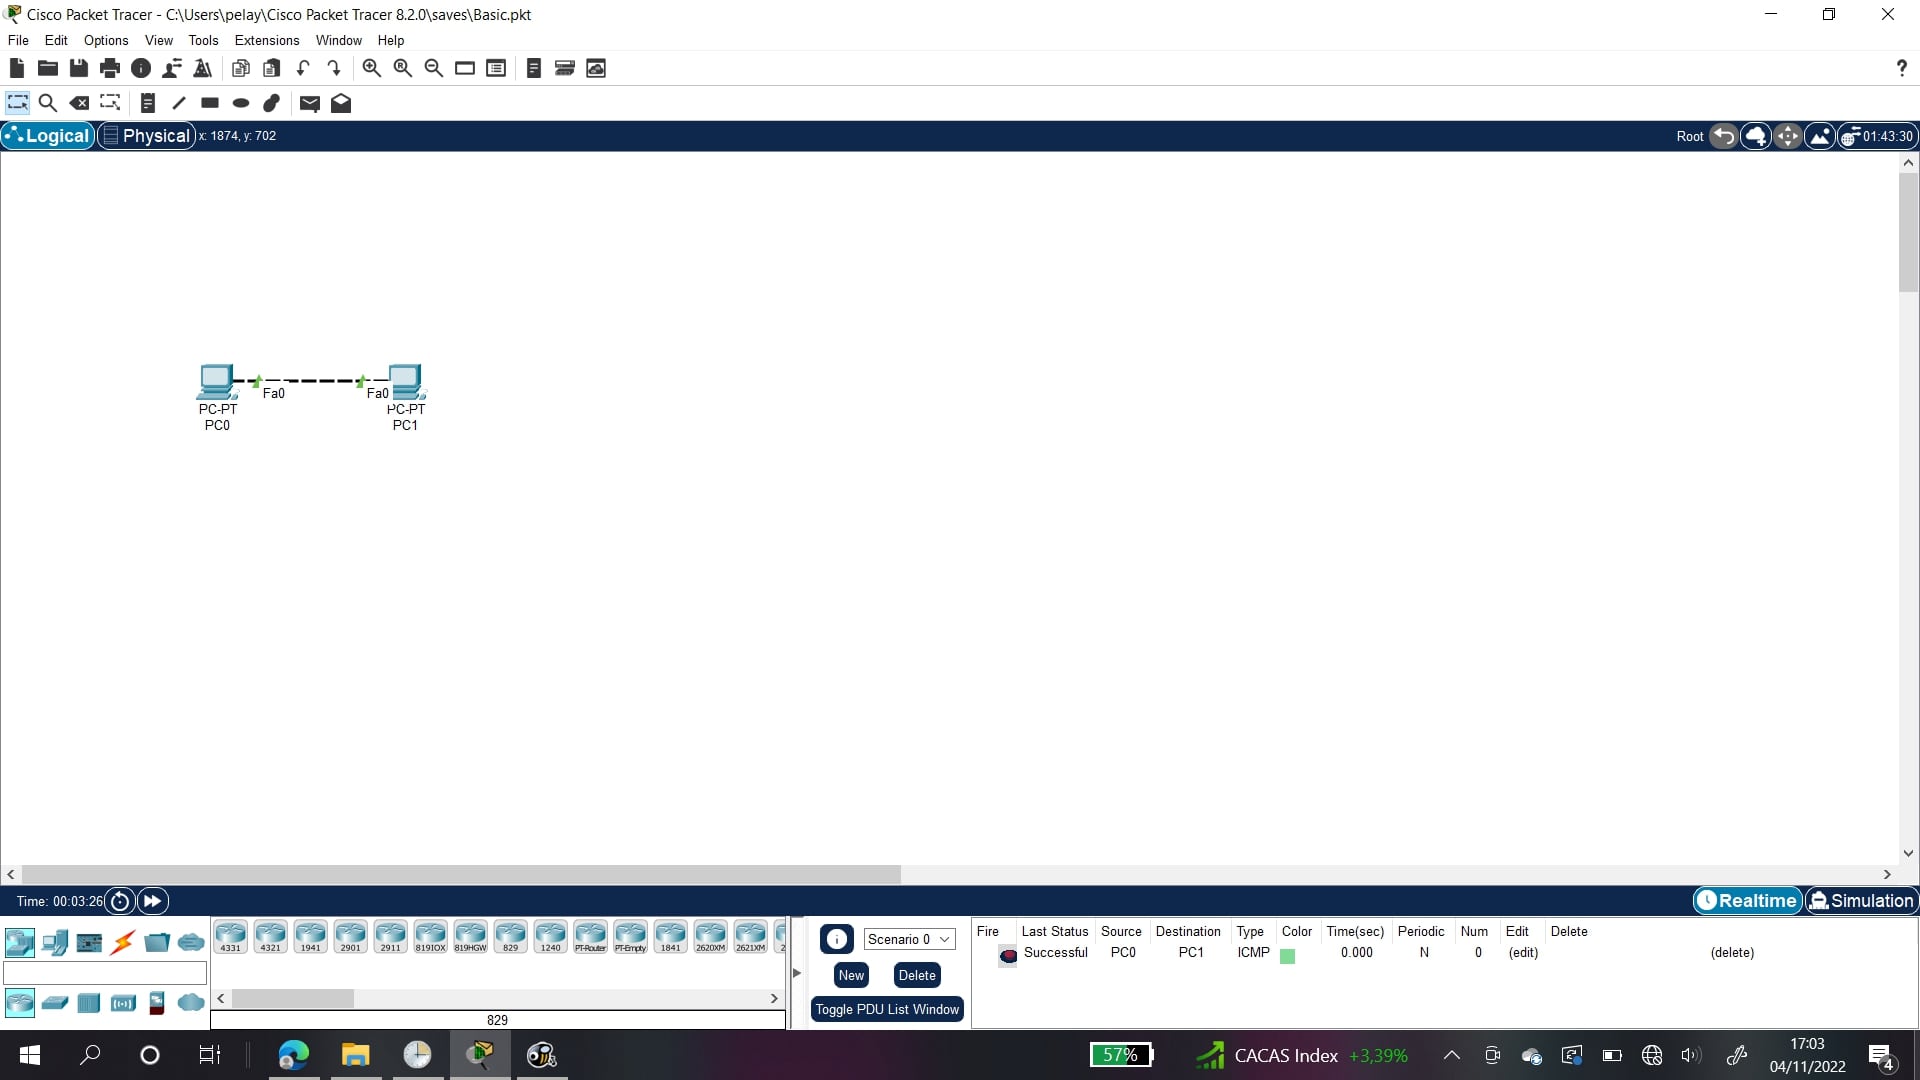 Cisco Packet Tracer - C:\Users\pelay\Cisco Packet Tracer 8.2.0\saves\Basic.pkt
File Edit Options View Tools Extensions Window Help
?
Logical Physical x: 1874, y: 702 Root 01:43:30
Fa0 Fa0
PC-PT PC-PT
PC0 PC1
Time: 00:03:26 Realtime Simulation
4331 4321 1941 2901 2911 819IOX 819HGW 829 1240 PT-Router PT-Empty 1841 2620XM 2621XM 2
829
Scenario 0
New Delete
Toggle PDU List Window
Fire Last Status Source Destination Type Color Time(sec) Periodic Num Edit Delete
Successful PC0 PC1 ICMP 0.000 N 0 (edit) (delete)
57% CACAS Index +3,39% 17:03
04/11/2022 4